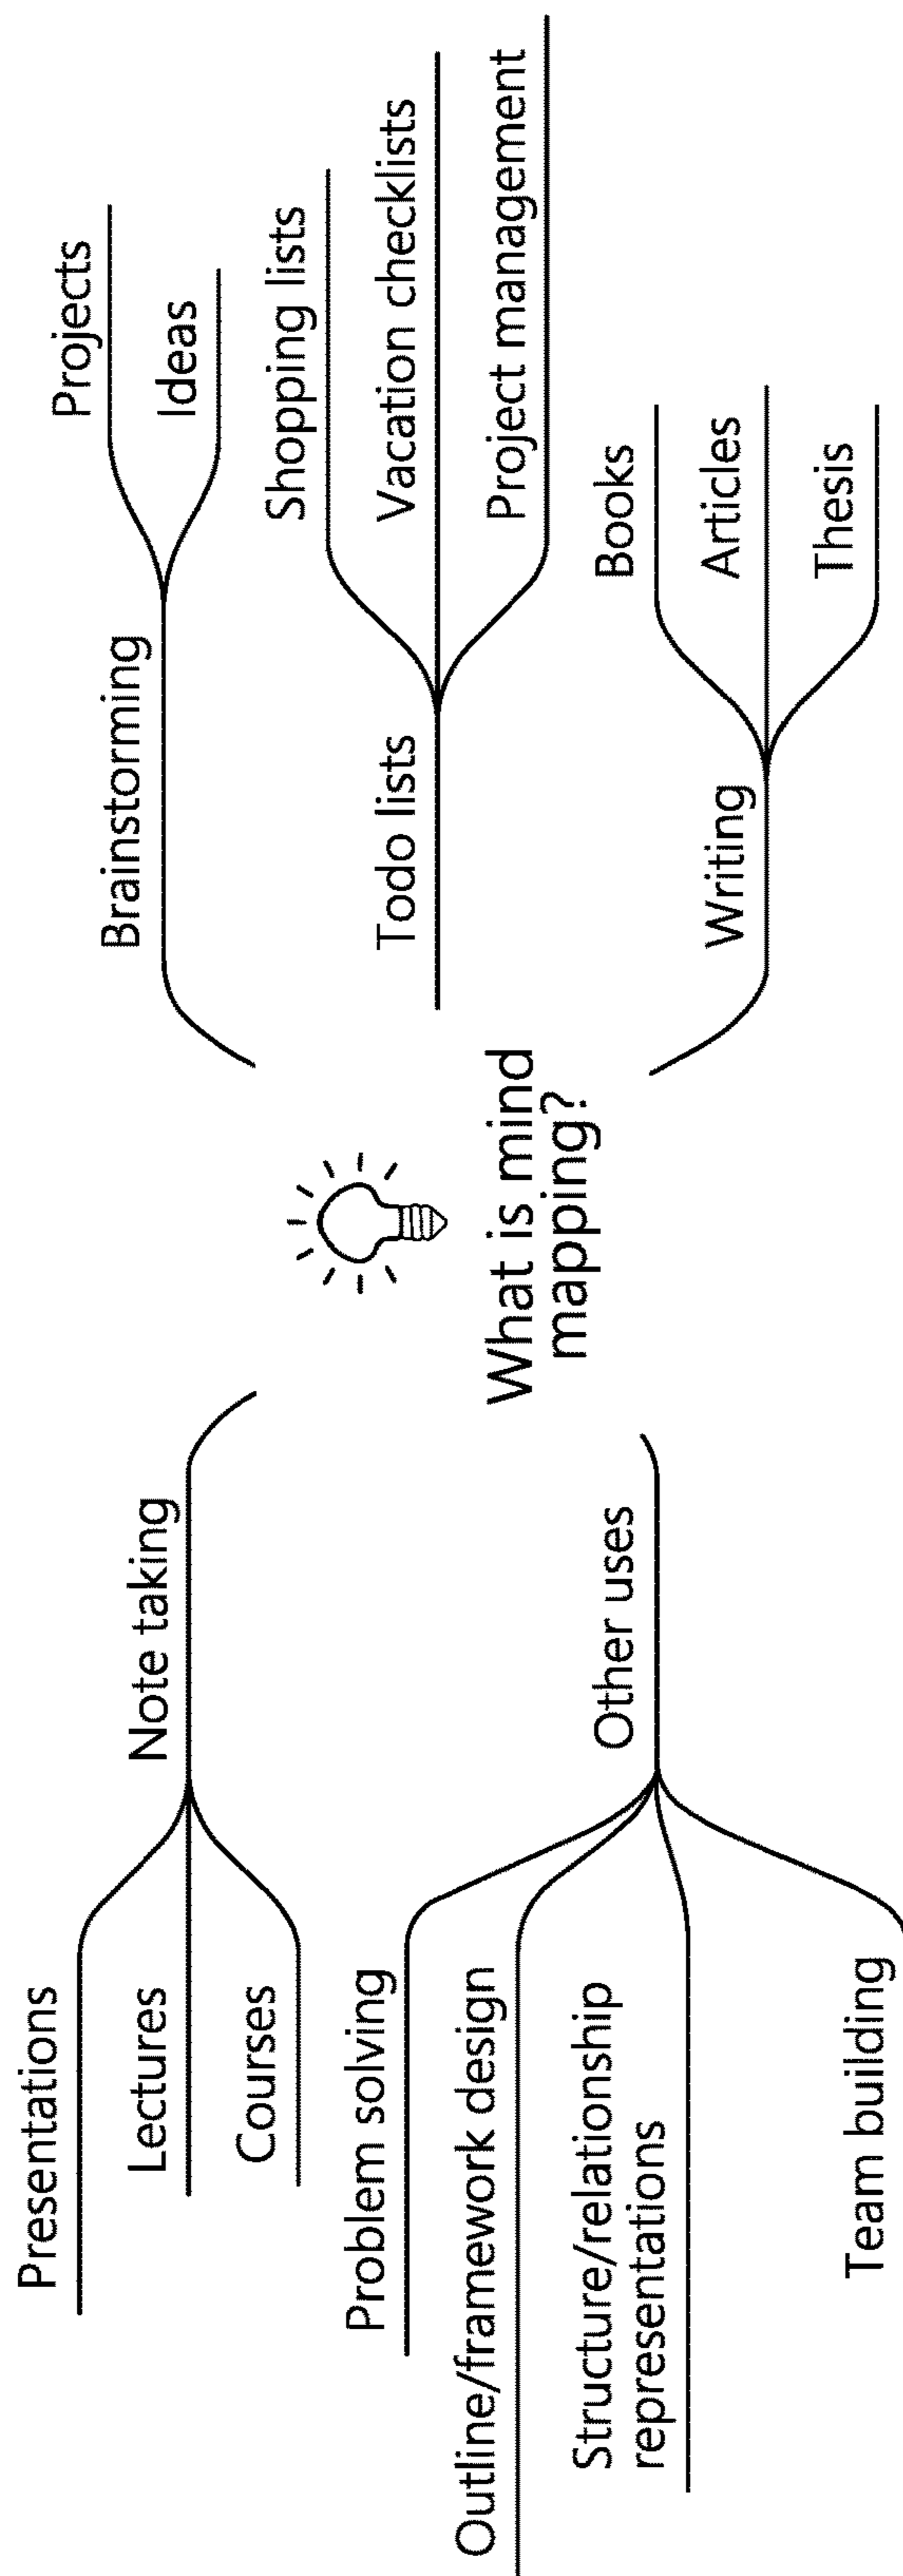 What is mind
mapping?
Note taking
Presentations
Lectures
Courses
Other uses
Problem solving
Outline/framework design
Structure/relationship
representations
Team building
Brainstorming
Projects
Ideas
Todo lists
Shopping lists
Vacation checklists
Project management
Writing
Books
Articles
Thesis